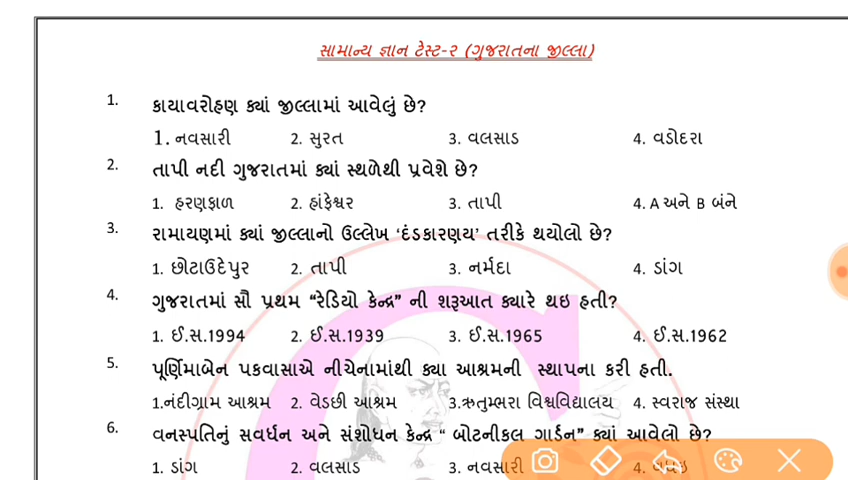 સામાન્ય જ્ઞાન ટેસ્ટ-૨ (ગુજરાતના જીલ્લા)
1. કાયાવરોહણ ક્યાં જીલ્લામાં આવેલું છે?
1. નવસારી 2. સુરત 3. વલસાડ 4. વડોદરા
2. તાપી નદી ગુજરાતમાં ક્યાં સ્થળેથી પ્રવેશે છે?
1. હરણફાળ 2. હાંફેશ્વર 3. તાપી 4. A અને B બંને
3. રામાયણમાં ક્યાં જીલ્લાનો ઉલ્લેખ ‘દંડકારણય’ તરીકે થયોલો છે?
1. છોટાઉદેપુર 2. તાપી 3. નર્મદા 4. ડાંગ
4. ગુજરાતમાં સૌ પ્રથમ “રેડિયો કેન્દ્ર” ની શરૂઆત ક્યારે થઇ હતી?
1. ઈ.સ.1994 2. ઈ.સ.1939 3. ઈ.સ.1965 4. ઈ.સ.1962
5. પૂર્ણિમાબેન પકવાસાએ નીચેનામાંથી ક્યા આશ્રમની સ્થાપના કરી હતી.
1.નંદીગ્રામ આશ્રમ 2. વેડછી આશ્રમ 3.ઋતુમ્ભરા વિશ્વવિદ્યાલય 4. સ્વરાજ સંસ્થા
6. વનસ્પતિનું સવર્ધન અને સંશોધન કેન્દ્ર “ બોટનીકલ ગાર્ડન” ક્યાં આવેલો છે?
1. ડાંગ 2. વલસાડ 3. નવસારી 4.